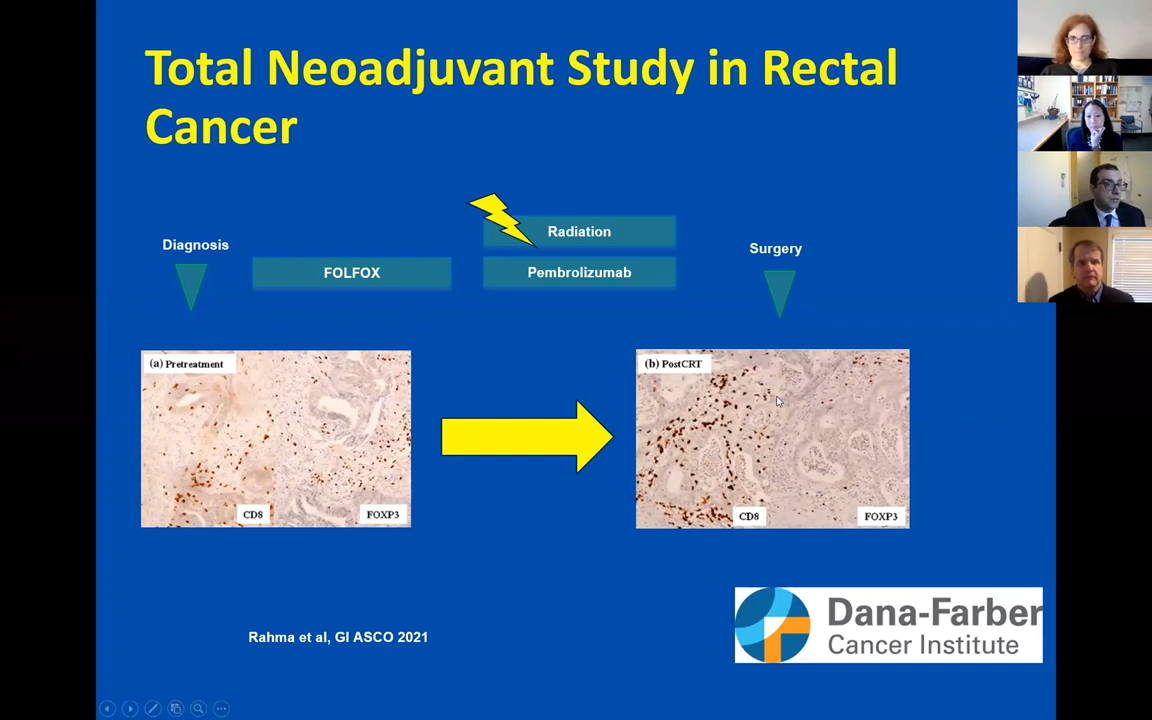 Total Neoadjuvant Study in Rectal
Cancer
Diagnosis
FOLFOX
Radiation
Pembrolizumab
Surgery
(a) Pretreatment
CD8
FOXP3
(b) PostCRT
CD8
FOXP3
Rahma et al, GI ASCO 2021
Dana-Farber
Cancer Institute